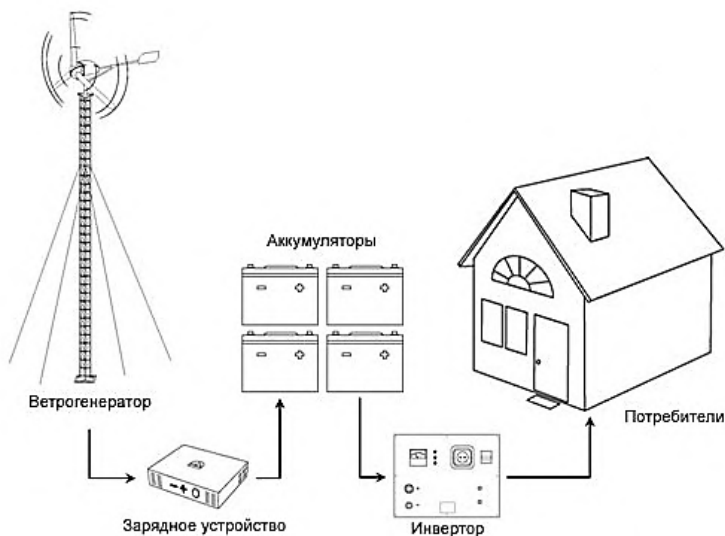 Аккумуляторы
Ветрогенератор
Потребители
Зарядное устройство
Инвертор